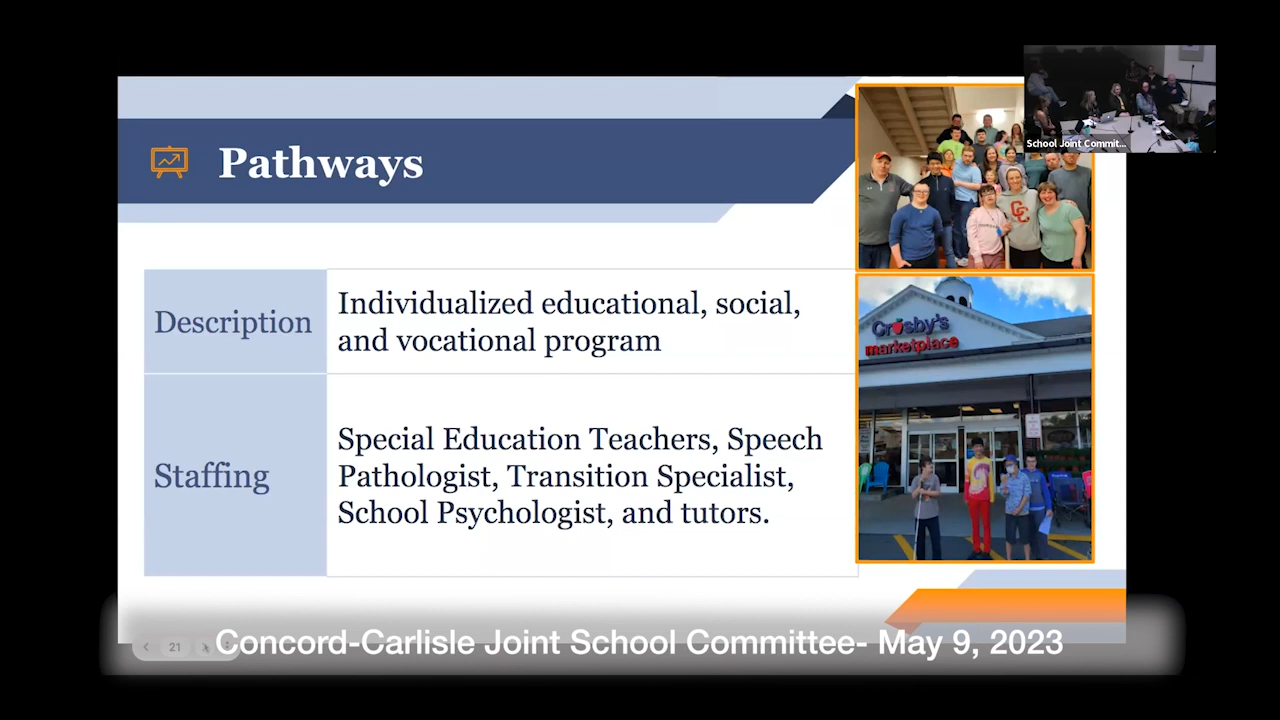 Pathways
School Joint Commit...
CC
Crosby's
marketplace
Description
Individualized educational, social,
and vocational program
Staffing
Special Education Teachers, Speech
Pathologist, Transition Specialist,
School Psychologist, and tutors.
21
Concord-Carlisle Joint School Committee- May 9, 2023